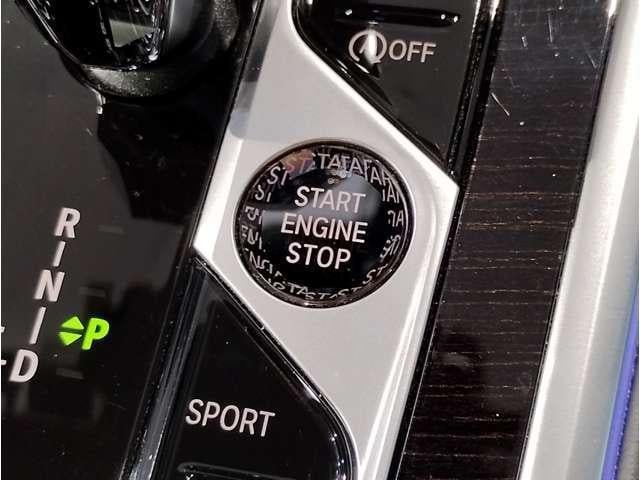 OFF
START
ENGINE
STOP
R
N
D
P
SPORT